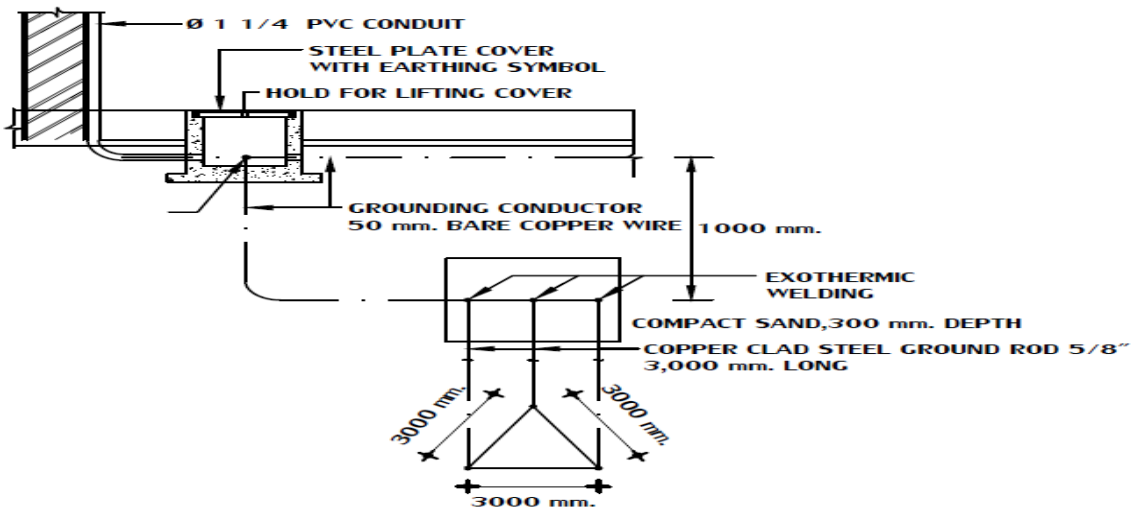 Ø 1 1/4 PVC CONDUIT
STEEL PLATE COVER
WITH EARTHING SYMBOL
HOLD FOR LIFTING COVER
GROUNDING CONDUCTOR
50 mm. BARE COPPER WIRE
1000 mm.
EXOTHERMIC
WELDING
COMPACT SAND,300 mm. DEPTH
COPPER CLAD STEEL GROUND ROD 5/8"
3,000 mm. LONG
3000 mm.
3000 mm.
3000 mm.